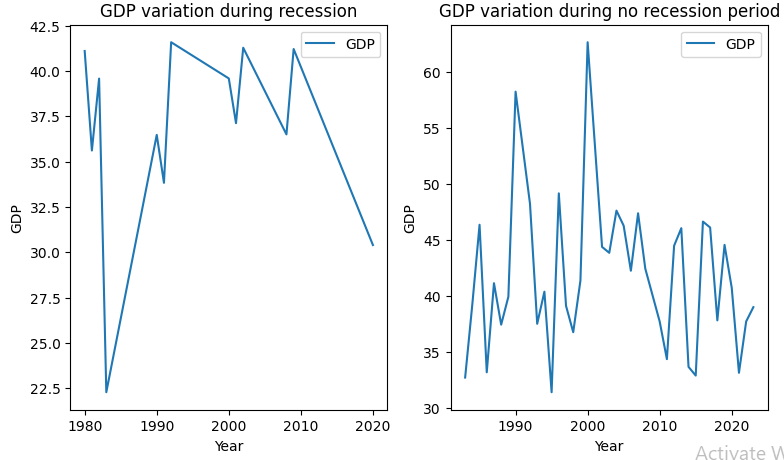 GDP variation during recession
GDP
42.5
40.0
37.5
35.0
32.5
30.0
27.5
25.0
22.5
GDP
1980
1990
2000
2010
2020
Year
GDP variation during no recession period
GDP
60
55
50
45
40
35
30
GDP
1990
2000
2010
2020
Year
Activate W